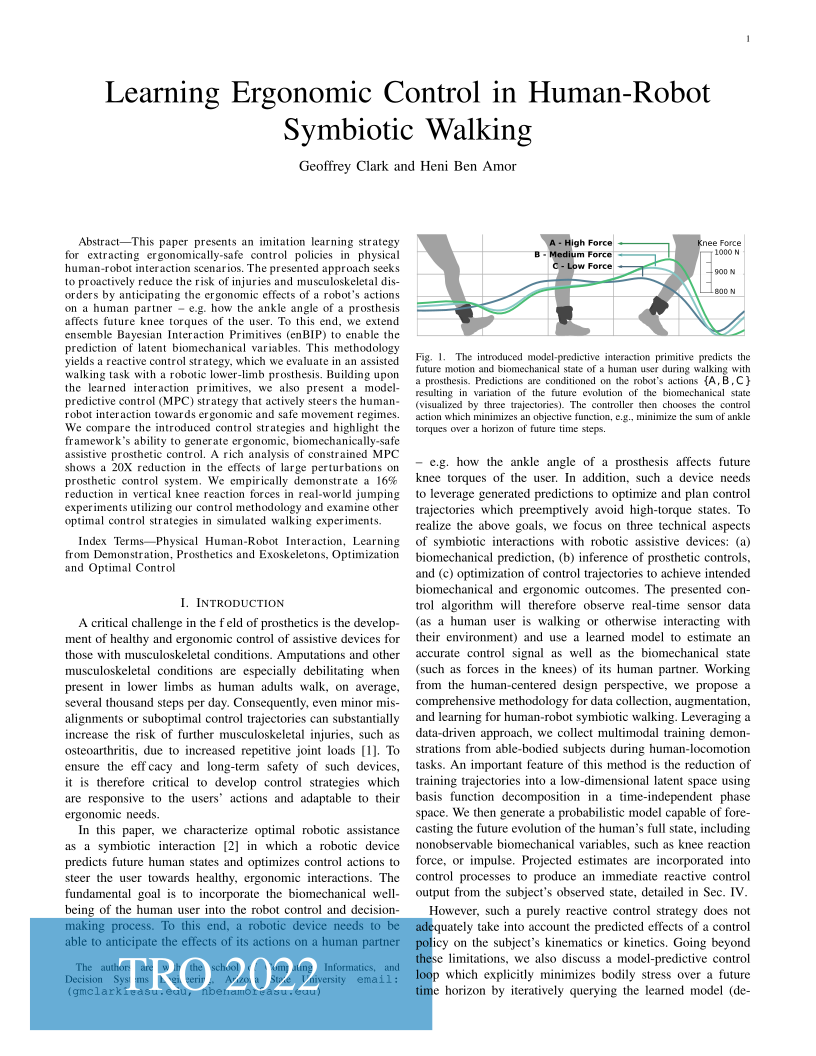 1
Learning Ergonomic Control in Human-Robot
Symbiotic Walking
Geoffrey Clark and Heni Ben Amor
Abstract—This paper presents an imitation learning strategy
for extracting ergonomically-safe control policies in physical
human-robot interaction scenarios. The presented approach seeks
to proactively reduce the risk of injuries and musculoskeletal dis-
orders by anticipating the ergonomic effects of a robot's actions
on a human partner – e.g. how the ankle angle of a prosthesis
affects future knee torques of the user. To this end, we extend
ensemble Bayesian Interaction Primitives (enBIP) to enable the
prediction of latent biomechanical variables. This methodology
yields a reactive control strategy, which we evaluate in an assisted
walking task with a robotic lower-limb prosthesis. Building upon
the learned interaction primitives, we also present a model-
predictive control (MPC) strategy that actively steers the human-
robot interaction towards ergonomic and safe movement regimes.
We compare the introduced control strategies and highlight the
framework's ability to generate ergonomic, biomechanically-safe
assistive prosthetic control. A rich analysis of constrained MPC
shows a 20X reduction in the effects of large perturbations on
prosthetic control system. We empirically demonstrate a 16%
reduction in vertical knee reaction forces in real-world jumping
experiments utilizing our control methodology and examine other
optimal control strategies in simulated walking experiments.
Index Terms—Physical Human-Robot Interaction, Learning
from Demonstration, Prosthetics and Exoskeletons, Optimization
and Optimal Control
I. INTRODUCTION
A critical challenge in the f eld of prosthetics is the develop-
ment of healthy and ergonomic control of assistive devices for
those with musculoskeletal conditions. Amputations and other
musculoskeletal conditions are especially debilitating when
present in lower limbs as human adults walk, on average,
several thousand steps per day. Consequently, even minor mis-
alignments or suboptimal control trajectories can substantially
increase the risk of further musculoskeletal injuries, such as
osteoarthritis, due to increased repetitive joint loads [1]. To
ensure the eff cacy and long-term safety of such devices,
it is therefore critical to develop control strategies which
are responsive to the users' actions and adaptable to their
ergonomic needs.
In this paper, we characterize optimal robotic assistance
as a symbiotic interaction [2] in which a robotic device
predicts future human states and optimizes control actions to
steer the user towards healthy, ergonomic interactions. The
fundamental goal is to incorporate the biomechanical well-
being of the human user into the robot control and decision-
making process. To this end, a robotic device needs to be
able to anticipate the effects of its actions on a human partner
The authors are with the school of Computing, Informatics, and
Decision Systems Engineering, Arizona State University email:
(gmclark1@asu.edu, hbenamor@asu.edu)
TRO 2022
A - High Force
B - Medium Force
C - Low Force
Knee Force
1000 N
900 N
800 N
Fig. 1. The introduced model-predictive interaction primitive predicts the
future motion and biomechanical state of a human user during walking with
a prosthesis. Predictions are conditioned on the robot's actions {A,B,C}
resulting in variation of the future evolution of the biomechanical state
(visualized by three trajectories). The controller then chooses the control
action which minimizes an objective function, e.g., minimize the sum of ankle
torques over a horizon of future time steps.
– e.g. how the ankle angle of a prosthesis affects future
knee torques of the user. In addition, such a device needs
to leverage generated predictions to optimize and plan control
trajectories which preemptively avoid high-torque states. To
realize the above goals, we focus on three technical aspects
of symbiotic interactions with robotic assistive devices: (a)
biomechanical prediction, (b) inference of prosthetic controls,
and (c) optimization of control trajectories to achieve intended
biomechanical and ergonomic outcomes. The presented con-
trol algorithm will therefore observe real-time sensor data
(as a human user is walking or otherwise interacting with
their environment) and use a learned model to estimate an
accurate control signal as well as the biomechanical state
(such as forces in the knees) of its human partner. Working
from the human-centered design perspective, we propose a
comprehensive methodology for data collection, augmentation,
and learning for human-robot symbiotic walking. Leveraging a
data-driven approach, we collect multimodal training demon-
strations from able-bodied subjects during human-locomotion
tasks. An important feature of this method is the reduction of
training trajectories into a low-dimensional latent space using
basis function decomposition in a time-independent phase
space. We then generate a probabilistic model capable of fore-
casting the future evolution of the human's full state, including
nonobservable biomechanical variables, such as knee reaction
force, or impulse. Projected estimates are incorporated into
control processes to produce an immediate reactive control
output from the subject's observed state, detailed in Sec. IV.
However, such a purely reactive control strategy does not
adequately take into account the predicted effects of a control
policy on the subject's kinematics or kinetics. Going beyond
these limitations, we also discuss a model-predictive control
loop which explicitly minimizes bodily stress over a future
time horizon by iteratively querying the learned model (de-